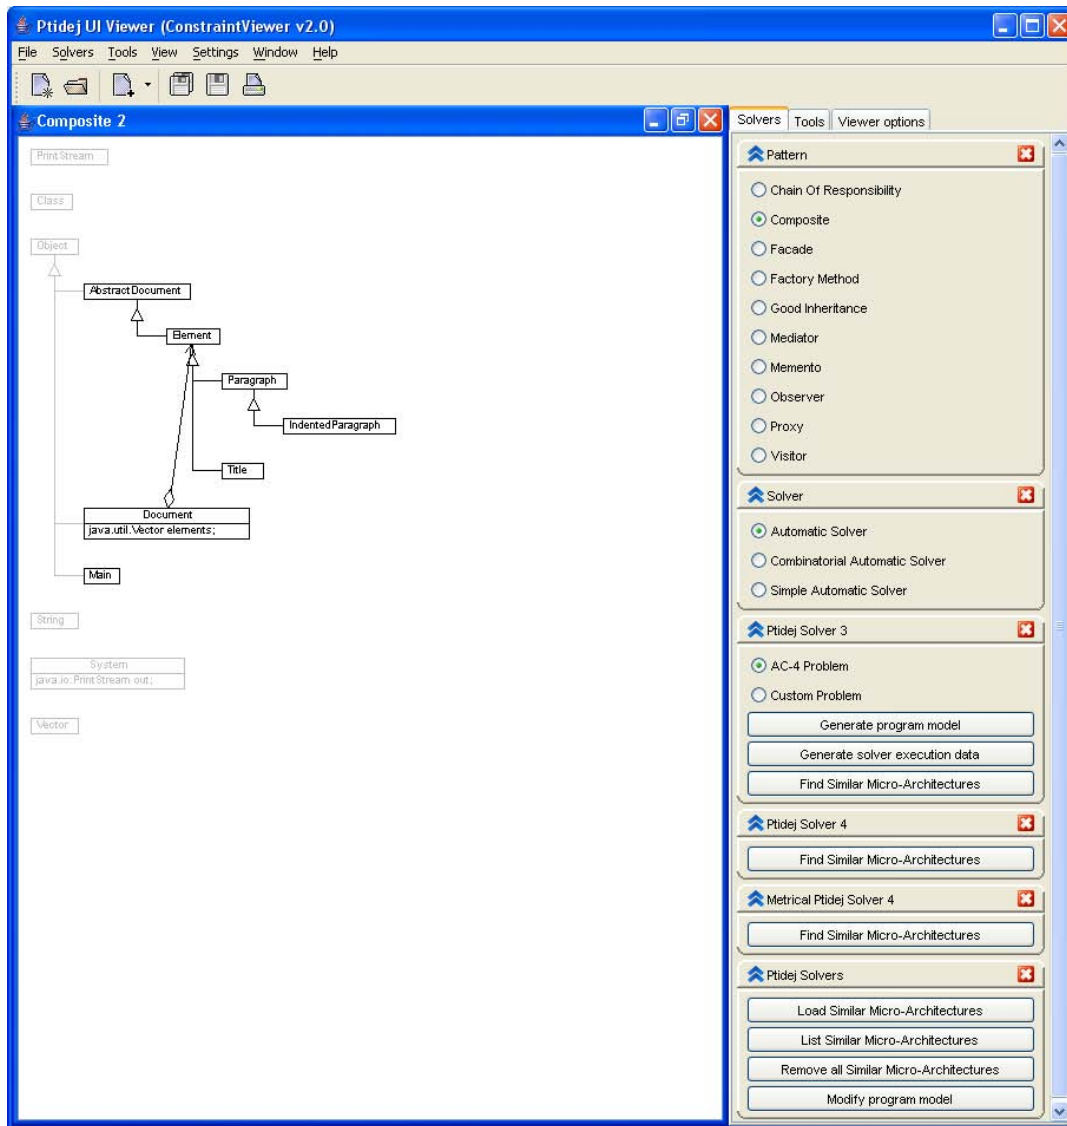 Ptidej UI Viewer (ConstraintViewer v2.0)
File Solvers Tools View Settings Window Help
Composite 2
PrintStream
Class
Object
AbstractDocument
Element
Paragraph
IndentedParagraph
Title
Document
java.util.Vector elements;
Main
String
System
java.io.PrintStream out;
Vector
Solvers Tools Viewer options
Pattern
Chain Of Responsibility
Composite
Facade
Factory Method
Good Inheritance
Mediator
Memento
Observer
Proxy
Visitor
Solver
Automatic Solver
Combinatorial Automatic Solver
Simple Automatic Solver
Ptidej Solver 3
AC-4 Problem
Custom Problem
Generate program model
Generate solver execution data
Find Similar Micro-Architectures
Ptidej Solver 4
Find Similar Micro-Architectures
Metrical Ptidej Solver 4
Find Similar Micro-Architectures
Ptidej Solvers
Load Similar Micro-Architectures
List Similar Micro-Architectures
Remove all Similar Micro-Architectures
Modify program model